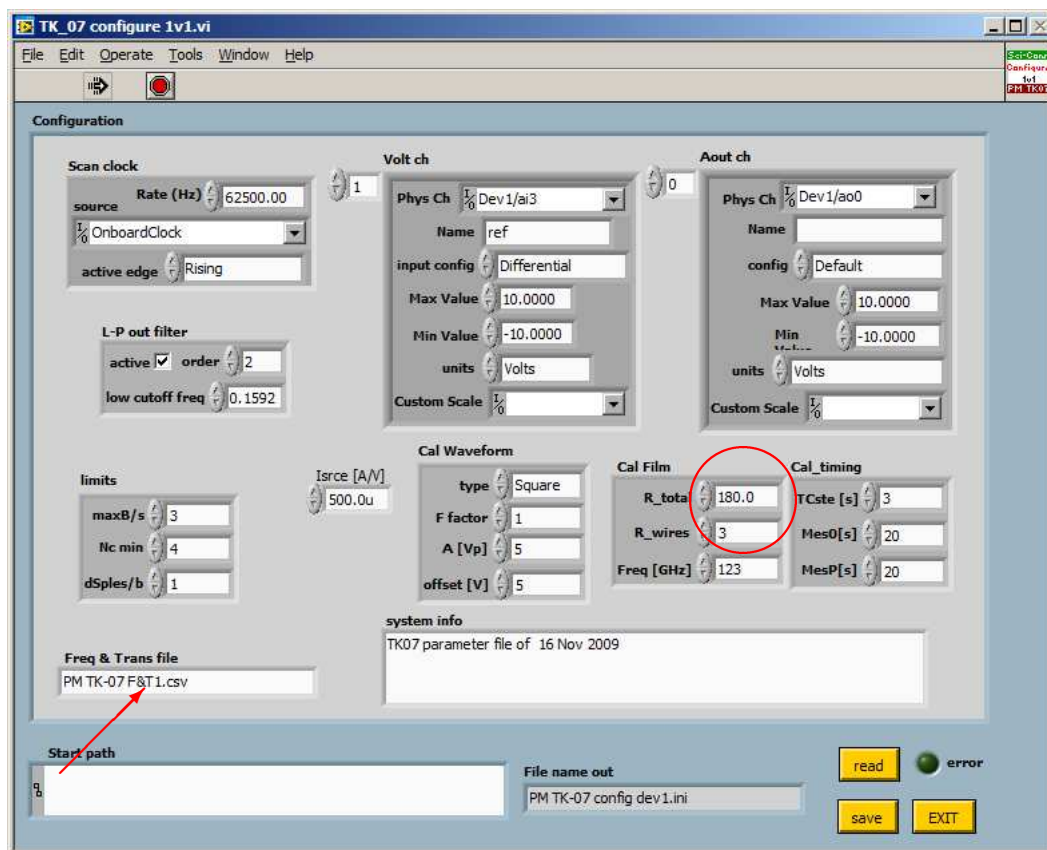 TK_07 configure 1v1.vi
File Edit Operate Tools Window Help
Configura
1v1
PM TK07
Configuration
Scan clock
Rate (Hz) 62500.00
source
OnboardClock
active edge Rising
L-P out filter
active order 2
low cutoff freq 0.1592
1
Volt ch
Phys Ch Dev1/ai3
Name ref
input config Differential
Max Value 10.0000
Min Value -10.0000
units Volts
Custom Scale
0
Aout ch
Phys Ch Dev1/ao0
Name
config Default
Max Value 10.0000
Min -10.0000
units Volts
Custom Scale
limits
maxB/s 3
Nc min 4
dSples/b 1
Isrce [A/V]
500.0u
Cal Waveform
type Square
F factor 1
A [Vp] 5
offset [V] 5
Cal Film
R_total 180.0
R_wires 3
Freq [GHz] 123
Cal_timing
TCste [s] 3
Mes0[s] 20
MesP[s] 20
system info
TK07 parameter file of 16 Nov 2009
Freq & Trans file
PM TK-07 F&T1.csv
Start path
File name out
PM TK-07 config dev1.ini
read
error
save
EXIT